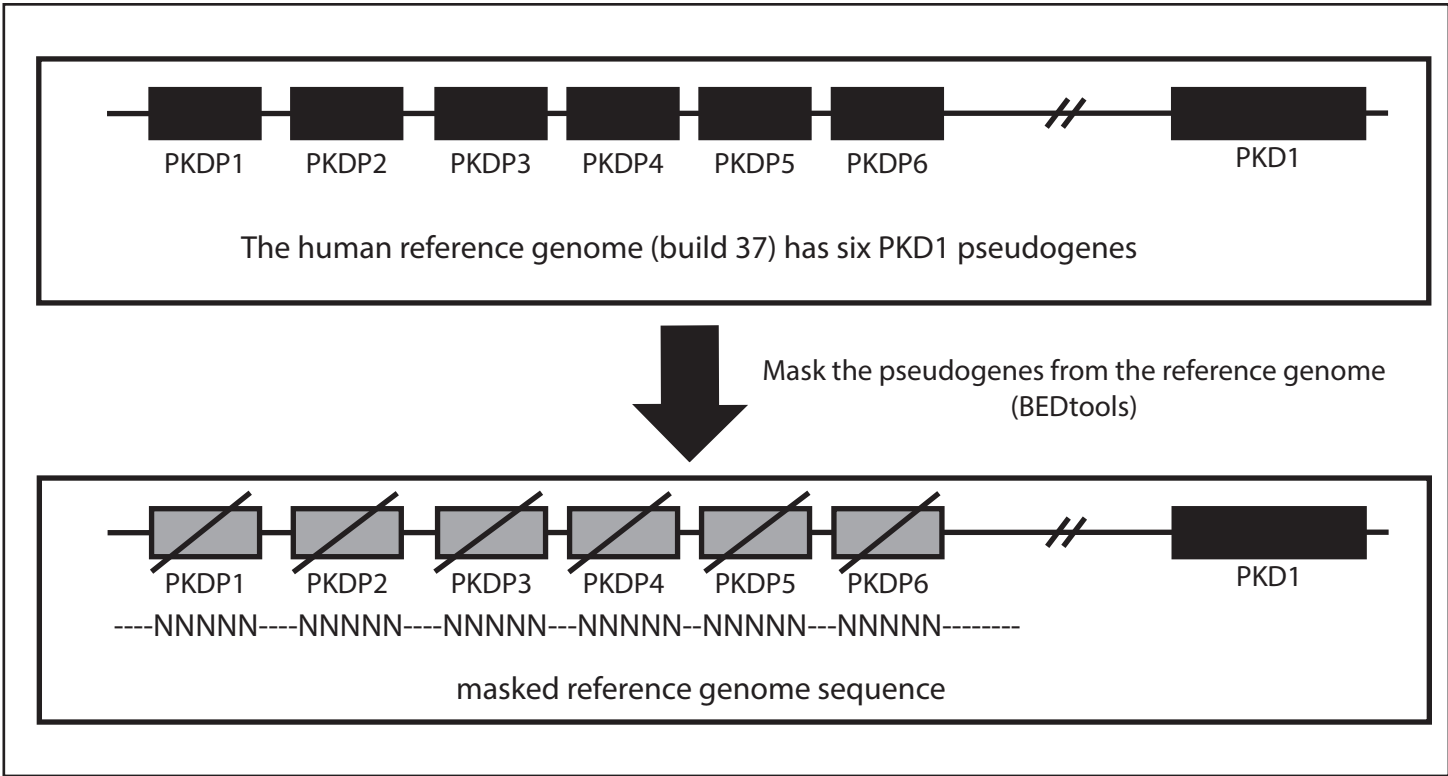 PKDP1 PKDP2 PKDP3 PKDP4 PKDP5 PKDP6 PKD1
The human reference genome (build 37) has six PKD1 pseudogenes
Mask the pseudogenes from the reference genome
(BEDtools)
PKDP1 PKDP2 PKDP3 PKDP4 PKDP5 PKDP6 PKD1
----NNNNN----NNNNN----NNNNN---NNNNN--NNNNN---NNNNN--------
masked reference genome sequence